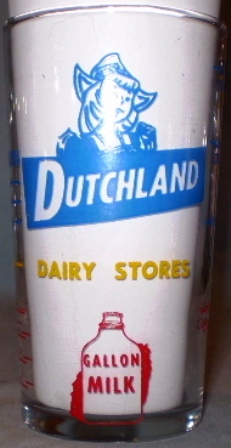 DUTCHLAND
DAIRY STORES
GALLON
MILK